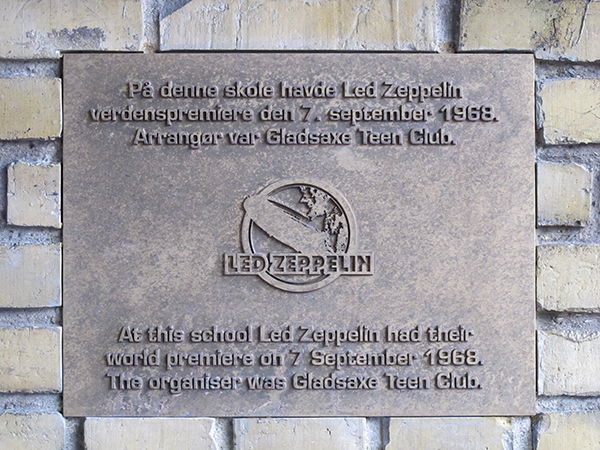 På denne skole havde Led Zeppelin
verdenspremiere den 7. september 1968.
Arrangør var Gladsaxe Teen Club.
LED ZEPPELIN
At this school Led Zeppelin had their
world premiere on 7 September 1968.
The organiser was Gladsaxe Teen Club.